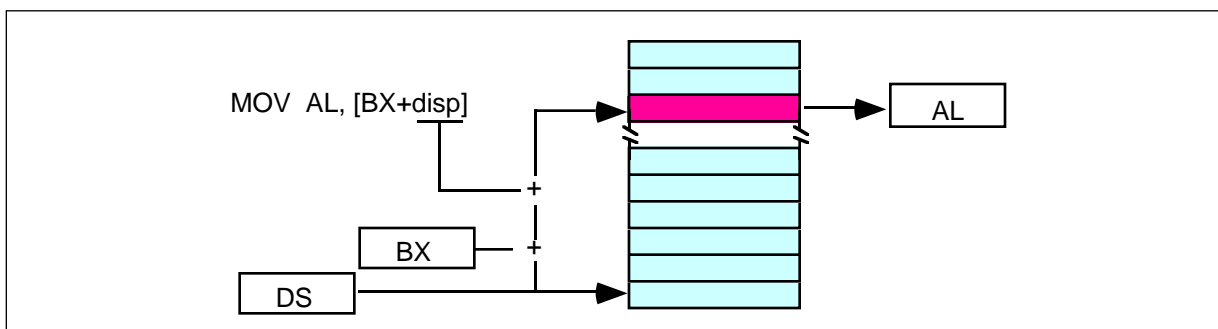 MOV AL, [BX+disp]
AL
+
BX
+
DS